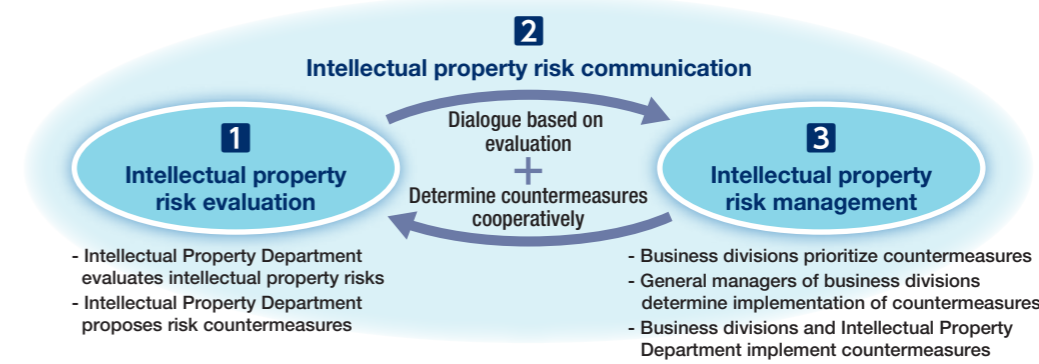 2
Intellectual property risk communication
1
Intellectual property
risk evaluation
Dialogue based on
evaluation
+
Determine countermeasures
cooperatively
3
Intellectual property
risk management
- Intellectual Property Department
evaluates intellectual property risks
- Intellectual Property Department
proposes risk countermeasures
- Business divisions prioritize countermeasures
- General managers of business divisions
determine implementation of countermeasures
- Business divisions and Intellectual Property
Department implement countermeasures